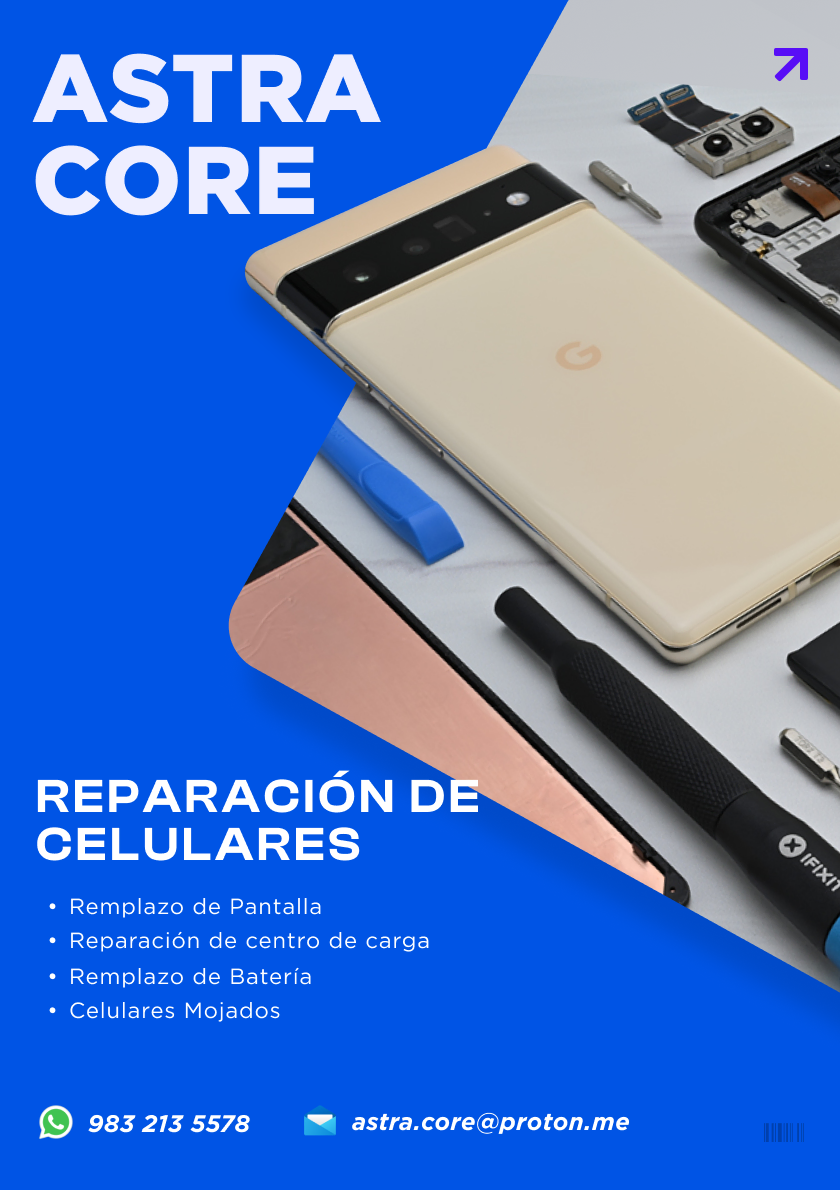 ASTRA
CORE
REPARACIÓN DE
CELULARES
• Remplazo de Pantalla
• Reparación de centro de carga
• Remplazo de Batería
• Celulares Mojados
983 213 5578
astra.core@proton.me
G
IFIXIT